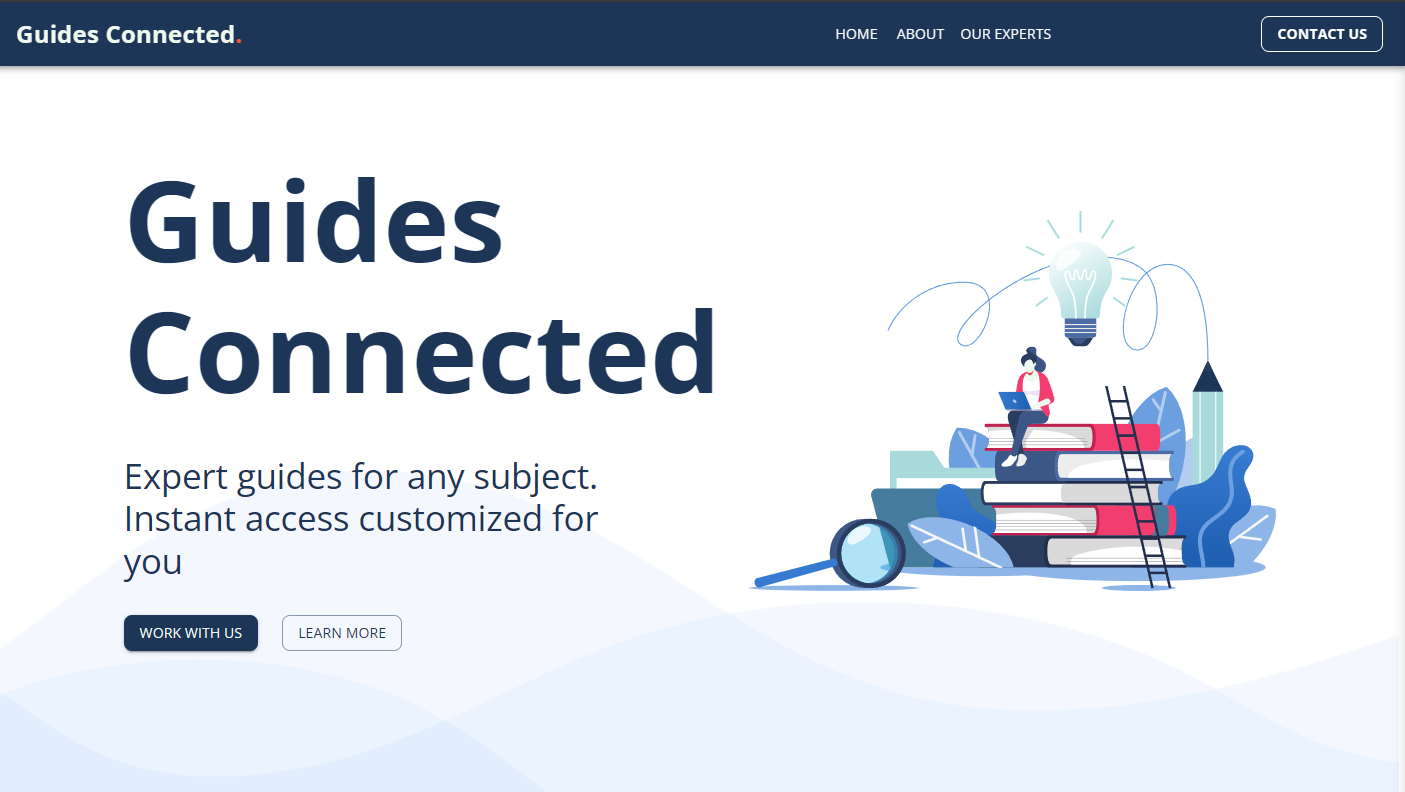 Guides Connected.
HOME ABOUT OUR EXPERTS
CONTACT US
Guides
Connected
Expert guides for any subject.
Instant access customized for
you
WORK WITH US
LEARN MORE